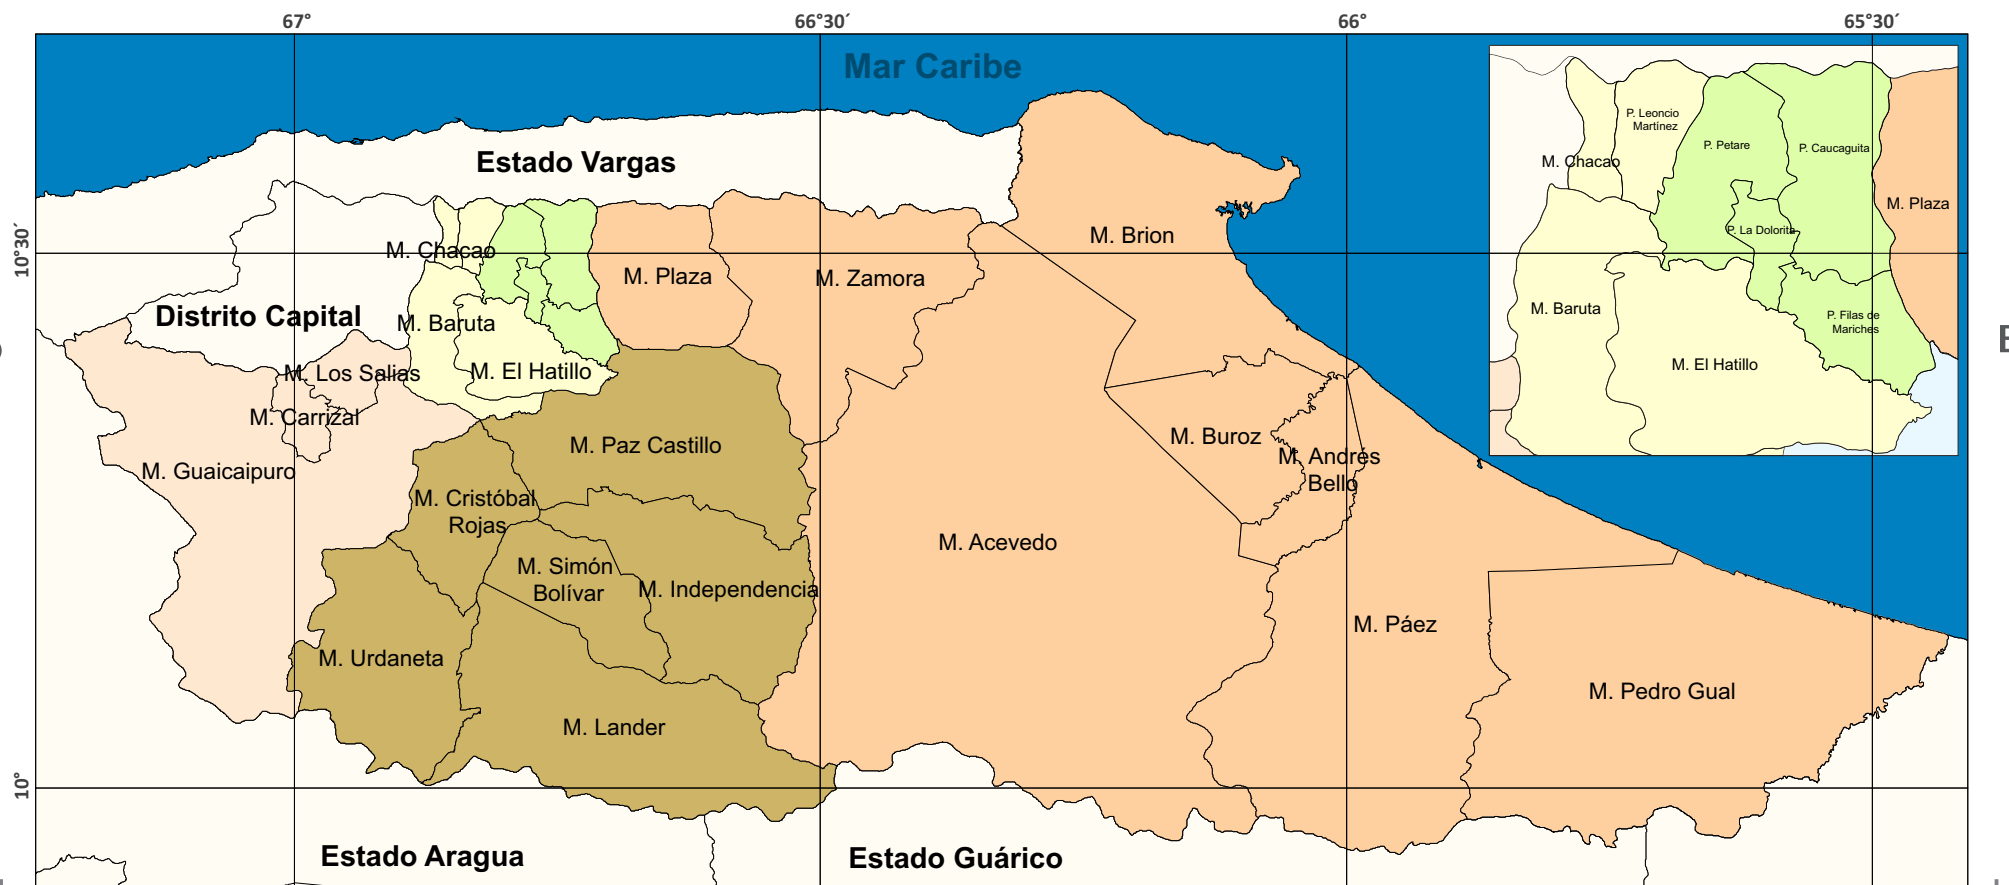 67°
66°30´
66°
65°30´
Mar Caribe
Estado Vargas
10°30´
M. Chacao
Distrito Capital
M. Baruta
M. El Hatillo
M. Plaza
M. Zamora
M. Brion
M. Los Salias
M. Carrizal
M. Guaicaipuro
M. Paz Castillo
M. Cristóbal
Rojas
M. Simón
Bolívar
M. Independencia
M. Urdaneta
M. Lander
M. Acevedo
M. Buroz
M. Andrés
Bello
M. Páez
M. Pedro Gual
10°
Estado Aragua
Estado Guárico
P. Leoncio
Martínez
M. Chacao
P. Petare
P. Caucaguita
M. Plaza
P. La Dolorita
M. Baruta
P. Filas de
Mariches
M. El Hatillo